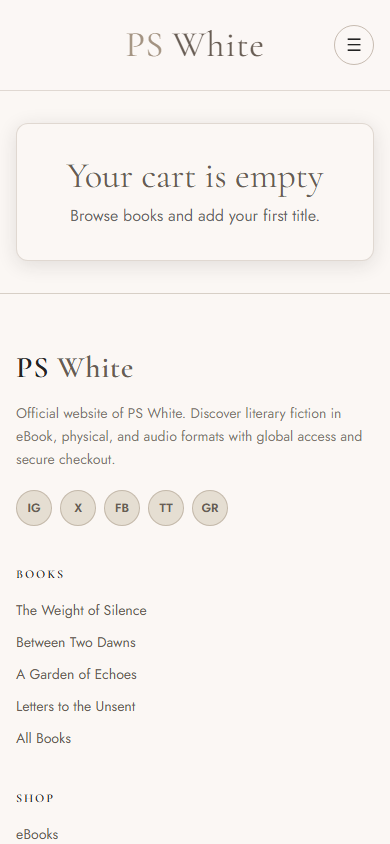 PS White
☰
Your cart is empty
Browse books and add your first title.
PS White
Official website of PS White. Discover literary fiction in
eBook, physical, and audio formats with global access and
secure checkout.
IG X FB TT GR
BOOKS
The Weight of Silence
Between Two Dawns
A Garden of Echoes
Letters to the Unsent
All Books
SHOP
eBooks